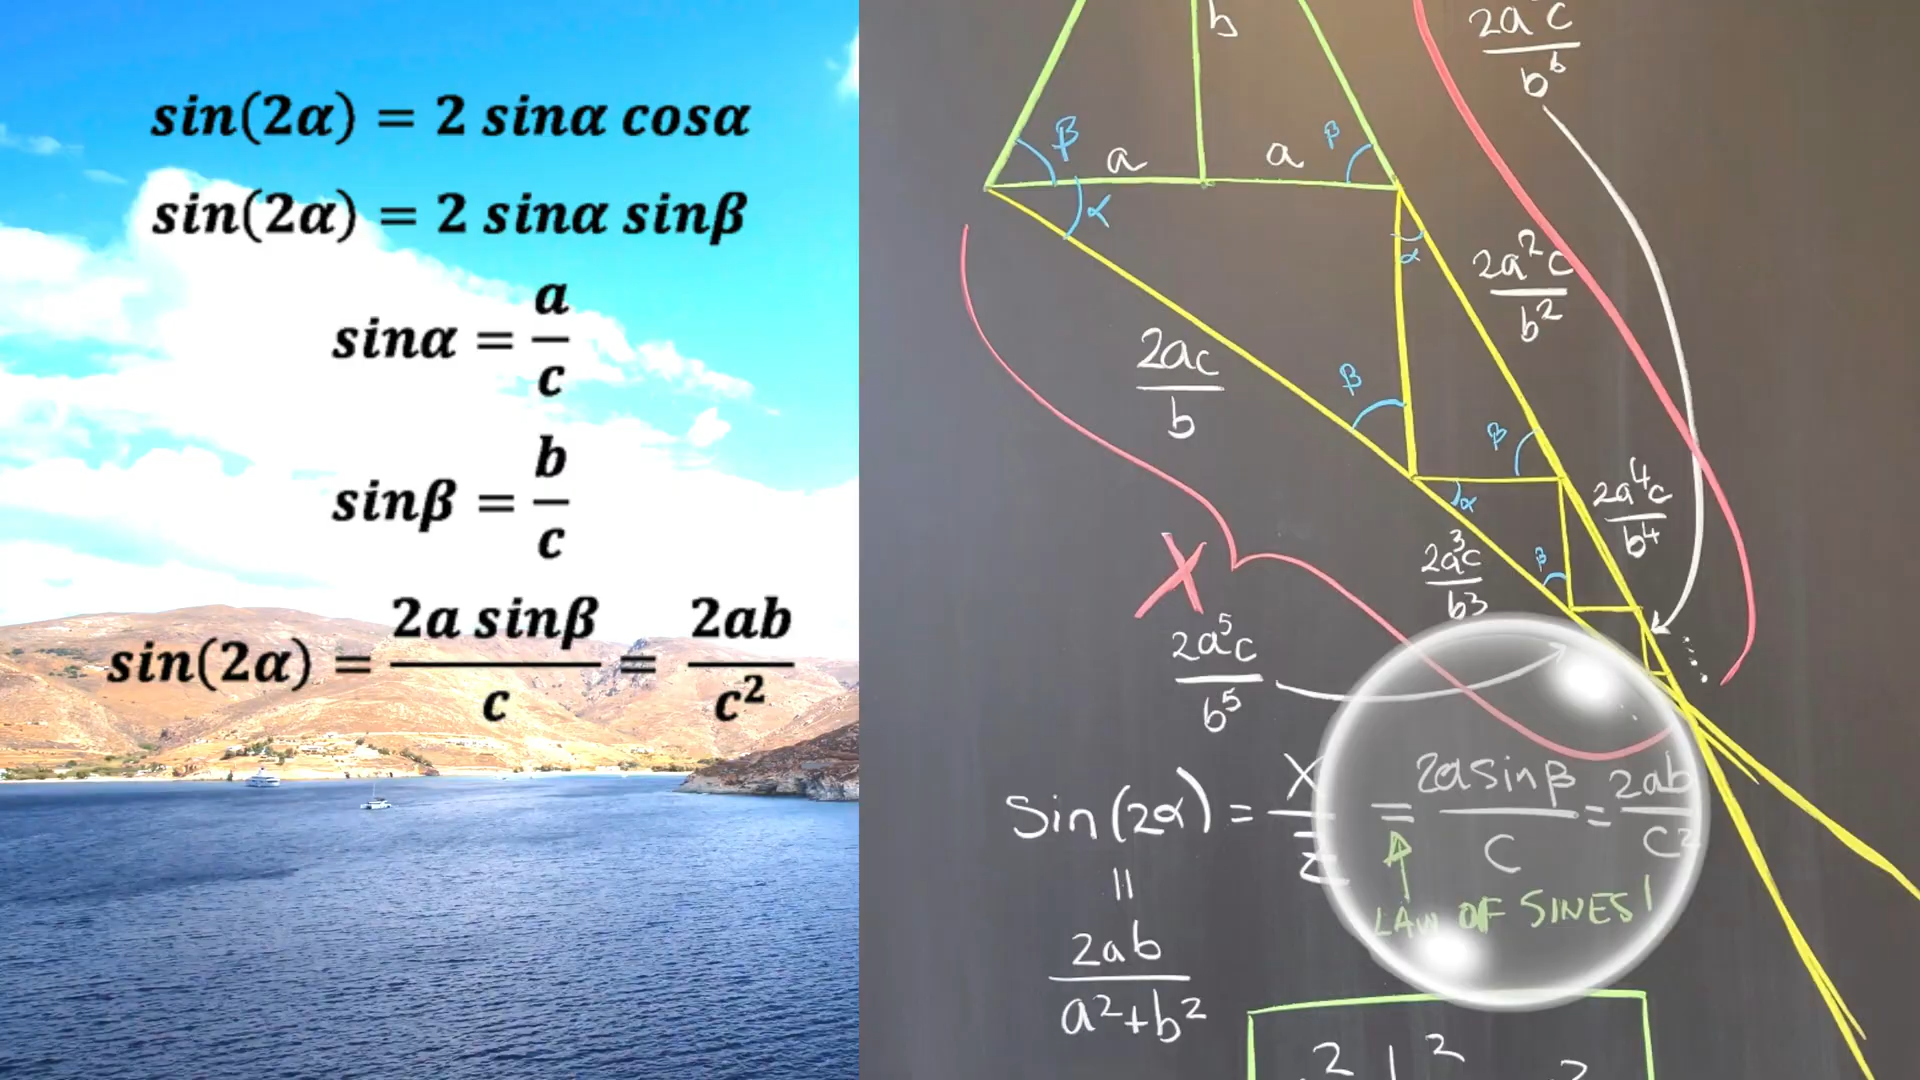 sin(2α) = 2 sinα cosα
sin(2α) = 2 sinα sinβ
sinα = a/c
sinβ = b/c
sin(2α) = 2a sinβ/c = 2ab/c²
b
2a c/b⁶
β
a
a
β
α
α
2a²c/b²
2ac/b
β
β
α
2a⁴c/b⁴
2a³c/b3
β
X
2a⁵c/b⁵
Sin(2α) = X/Z = 2asinβ/C = 2ab/C²
LAW OF SINES!
=
2ab/a²+b²